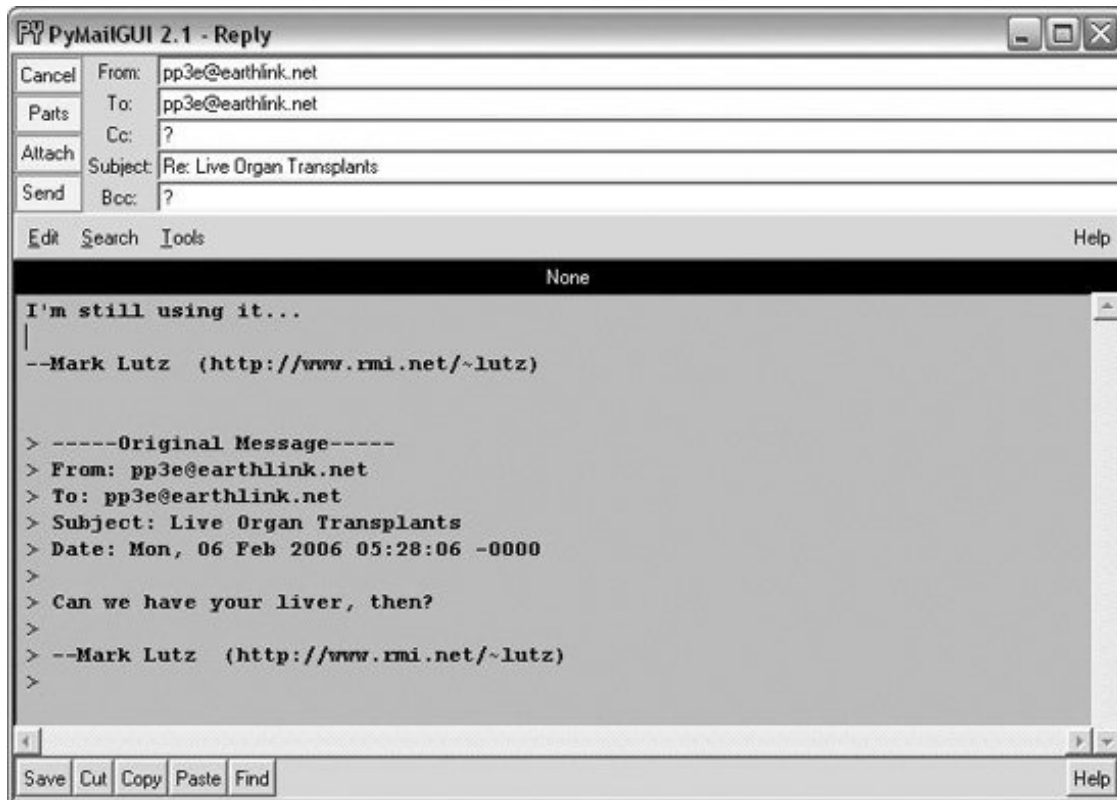 PY PyMailGUI 2.1 - Reply
Cancel From: pp3e@earthlink.net
Parts To: pp3e@earthlink.net
Cc: ?
Attach Subject: Re: Live Organ Transplants
Send Bcc: ?
Edit Search Tools Help
None
I'm still using it...
--Mark Lutz (http://www.rmi.net/~lutz)
> -----Original Message-----
> From: pp3e@earthlink.net
> To: pp3e@earthlink.net
> Subject: Live Organ Transplants
> Date: Mon, 06 Feb 2006 05:28:06 -0000
>
> Can we have your liver, then?
>
> --Mark Lutz (http://www.rmi.net/~lutz)
>
Save Cut Copy Paste Find Help